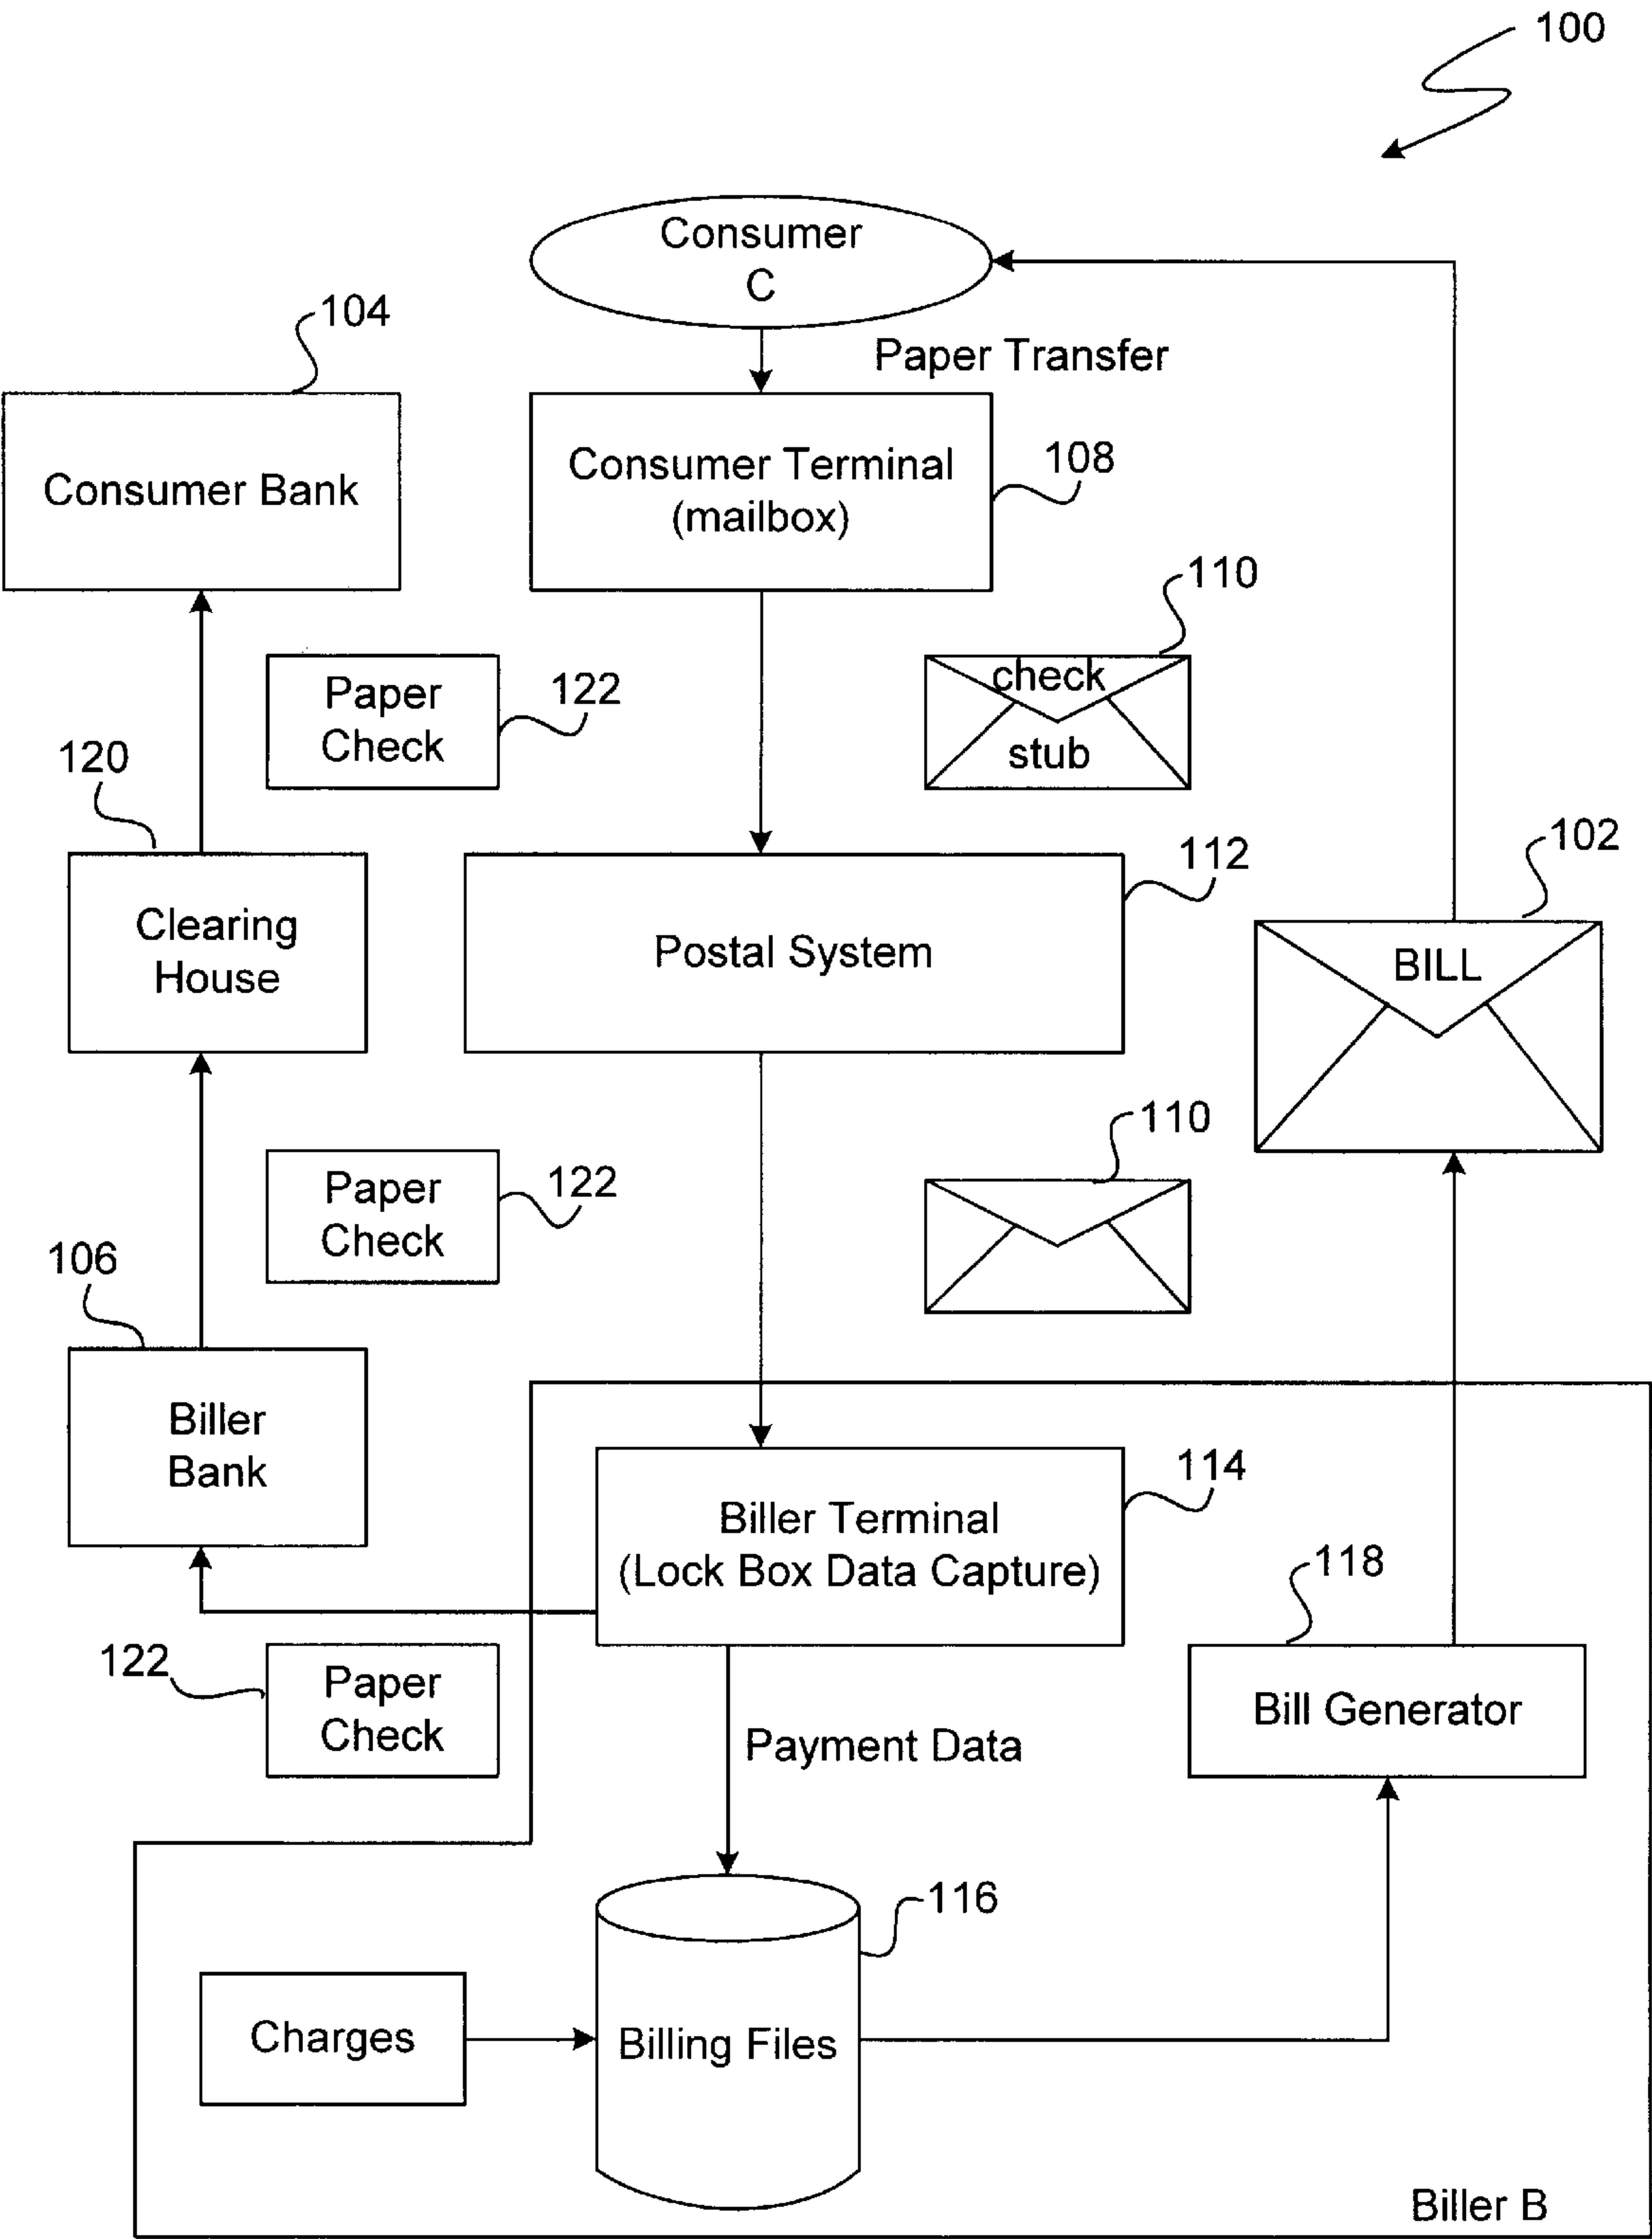 100
Consumer
C
104
Paper Transfer
Consumer Bank
Consumer Terminal
(mailbox)
108
110
check
stub
Paper
Check
122
120
Clearing
House
112
Postal System
102
BILL
110
Paper
Check
122
106
Biller
Bank
114
Biller Terminal
(Lock Box Data Capture)
118
122
Paper
Check
Bill Generator
Payment Data
116
Charges
Billing Files
Biller B